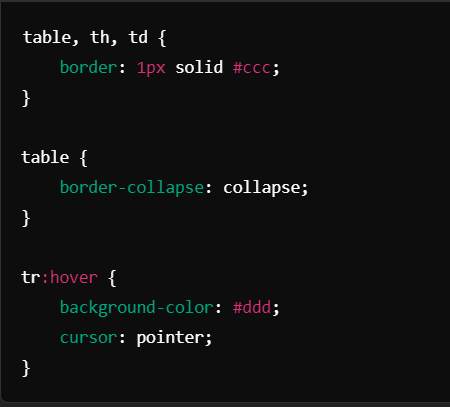 table, th, td {
    border: 1px solid #ccc;
}

table {
    border-collapse: collapse;
}

tr:hover {
    background-color: #ddd;
    cursor: pointer;
}